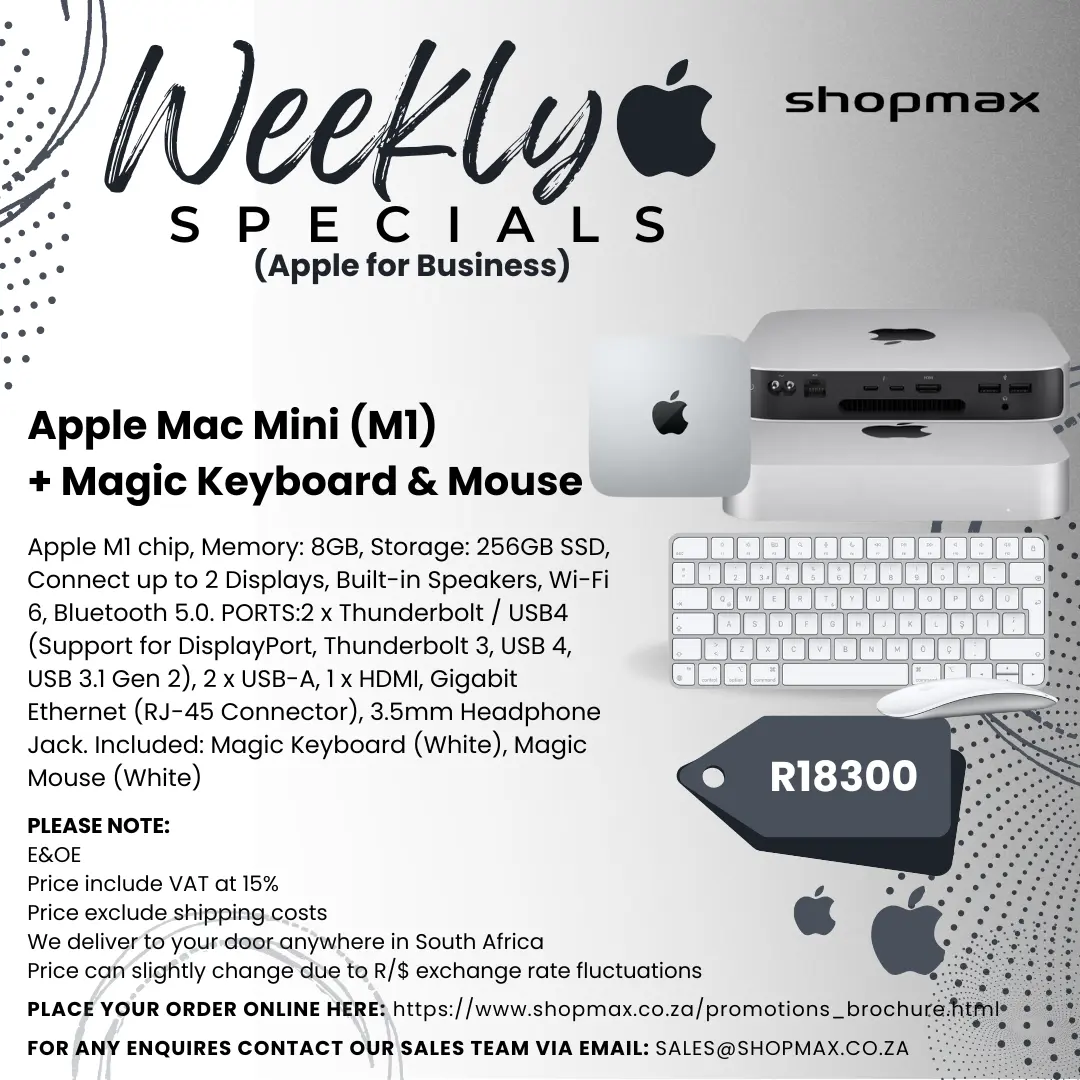 Weekly
shopmax
SPECIALS
(Apple for Business)
Apple Mac Mini (M1)
+ Magic Keyboard & Mouse
Apple M1 chip, Memory: 8GB, Storage: 256GB SSD,
Connect up to 2 Displays, Built-in Speakers, Wi-Fi
6, Bluetooth 5.0. PORTS:2 x Thunderbolt / USB4
(Support for DisplayPort, Thunderbolt 3, USB 4,
USB 3.1 Gen 2), 2 x USB-A, 1 x HDMI, Gigabit
Ethernet (RJ-45 Connector), 3.5mm Headphone
Jack. Included: Magic Keyboard (White), Magic
Mouse (White)
R18300
PLEASE NOTE:
E&OE
Price include VAT at 15%
Price exclude shipping costs
We deliver to your door anywhere in South Africa
Price can slightly change due to R/$ exchange rate fluctuations
PLACE YOUR ORDER ONLINE HERE: https://www.shopmax.co.za/promotions_brochure.html
FOR ANY ENQUIRES CONTACT OUR SALES TEAM VIA EMAIL: SALES@SHOPMAX.CO.ZA